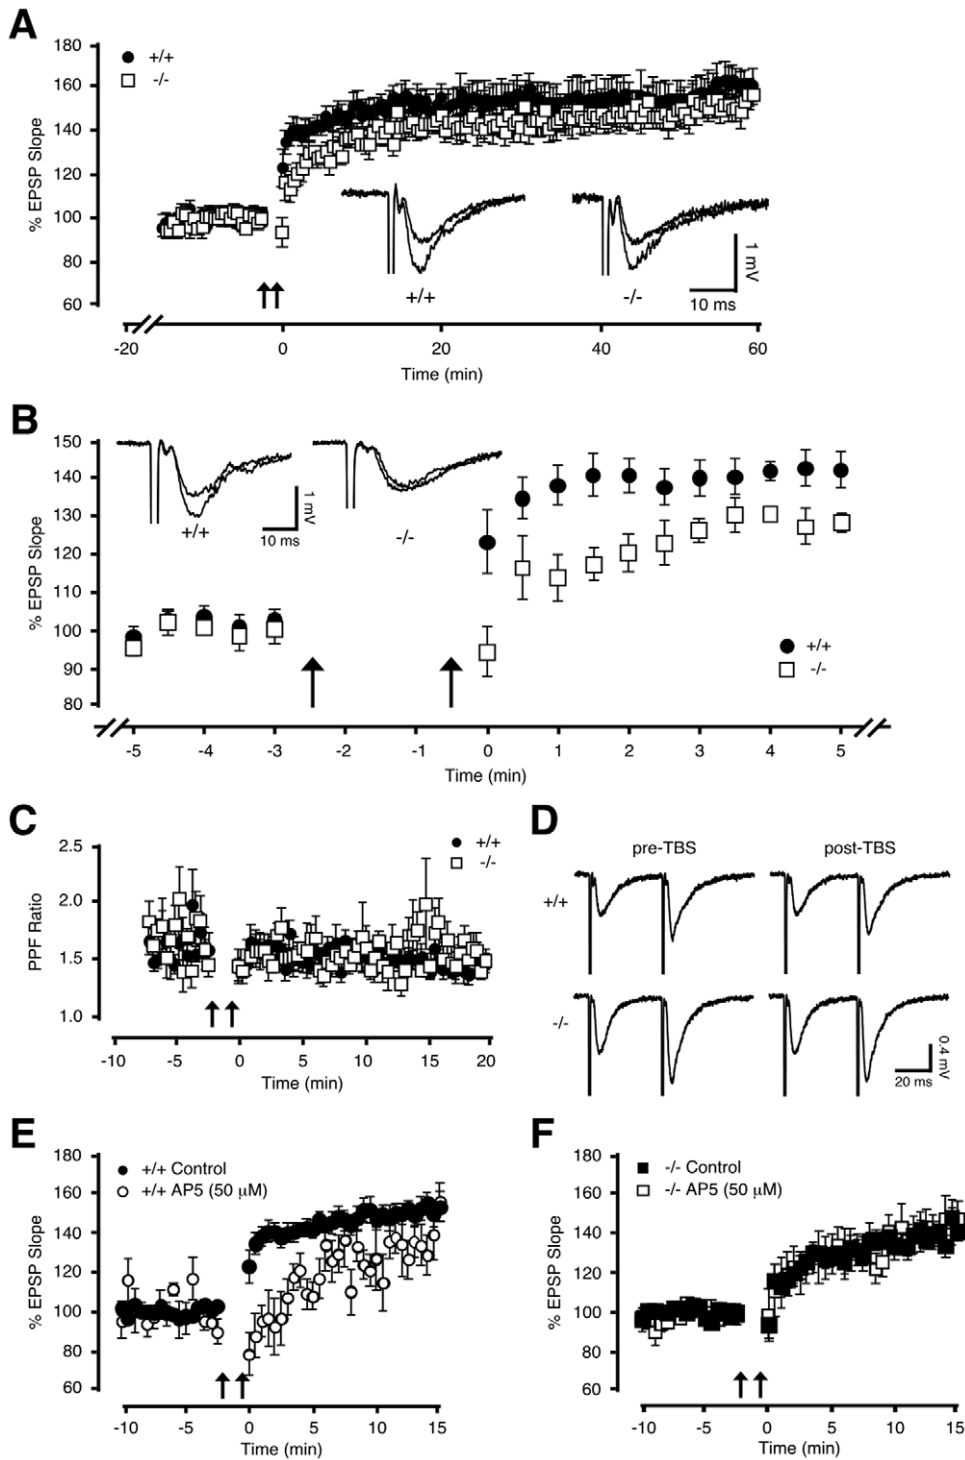 A
180
160
140
120
100
80
60
% EPSP Slope
+/+
-/-
+/+
-/-
1 mV
10 ms
-20
0
20
40
60
Time (min)
B
150
140
130
120
110
100
90
80
% EPSP Slope
+/+
1 mV
10 ms
-/-
+/+
-/-
-5
-4
-3
-2
-1
0
1
2
3
4
5
Time (min)
C
2.5
2.0
1.5
1.0
PPF Ratio
+/+
-/-
-10
-5
0
5
10
15
20
Time (min)
D
pre-TBS
post-TBS
+/+
-/-
0.4 mV
20 ms
E
180
160
140
120
100
80
60
% EPSP Slope
+/+ Control
+/+ AP5 (50 μM)
-10
-5
0
5
10
15
Time (min)
F
180
160
140
120
100
80
60
% EPSP Slope
-/- Control
-/- AP5 (50 μM)
-10
-5
0
5
10
15
Time (min)